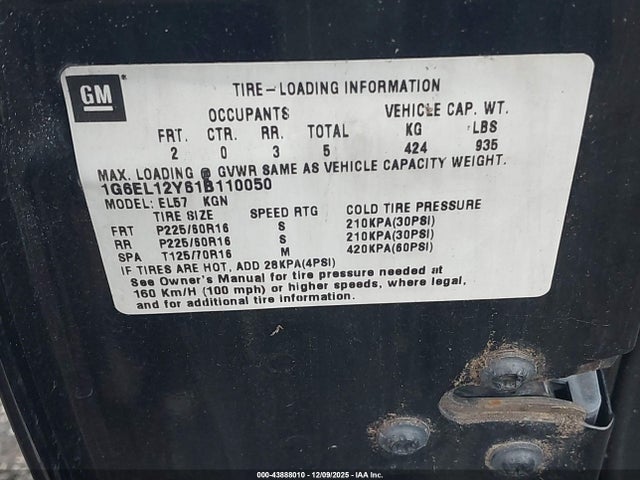 GM
TIRE-LOADING INFORMATION
OCCUPANTS VEHICLE CAP. WT.
FRT. CTR. RR. TOTAL KG LBS
2 0 3 5 424 935
MAX. LOADING @ GVWR SAME AS VEHICLE CAPACITY WEIGHT.
1G6EL12Y61B110050
MODEL: EL57 KGN
TIRE SIZE SPEED RTG COLD TIRE PRESSURE
FRT P225/60R16 S 210KPA(30PSI)
RR P225/60R16 S 210KPA(30PSI)
SPA T125/70R16 M 420KPA(60PSI)
IF TIRES ARE HOT, ADD 28KPA(4PSI)
See Owner's Manual for tire pressure needed at
160 Km/H (100 mph) or higher speeds, where legal,
and for additional tire information.
000-43888010 - 12/09/2025 - IAA Inc.